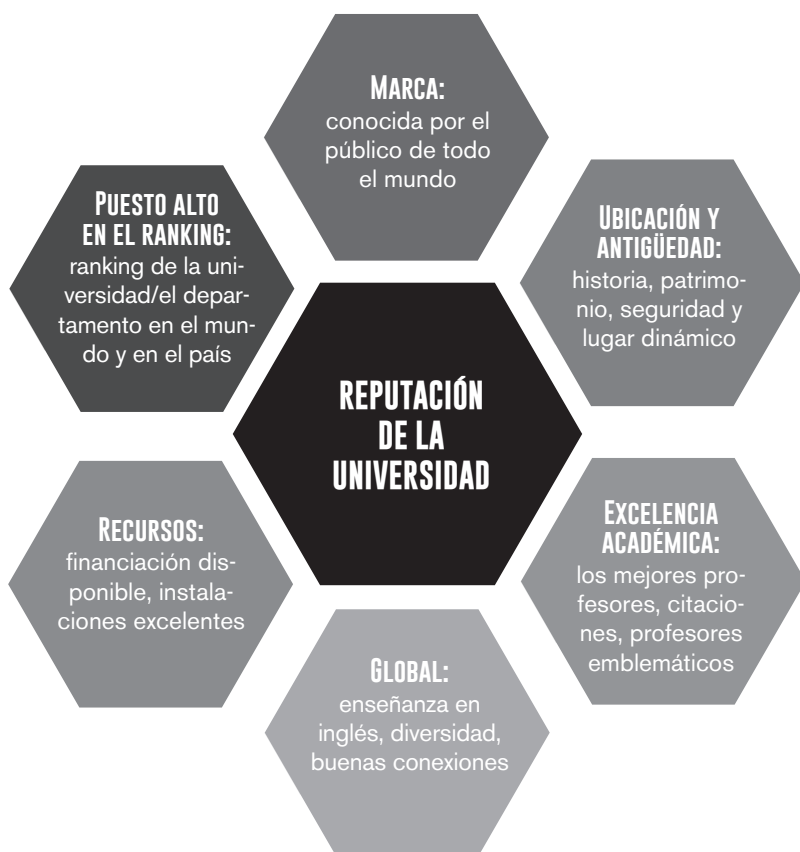 MARCA:
conocida por el
público de todo
el mundo
PUESTO ALTO
EN EL RANKING:
ranking de la uni-
versidad/el depar-
tamento en el mun-
do y en el país
UBICACIÓN Y
ANTIGÜEDAD:
historia, patrimo-
nio, seguridad y
lugar dinámico
REPUTACIÓN
DE LA
UNIVERSIDAD
RECURSOS:
financiación dis-
ponible, instala-
ciones excelentes
EXCELENCIA
ACADÉMICA:
los mejores pro-
fesores, citacio-
nes, profesores
emblemáticos
GLOBAL:
enseñanza en
inglés, diversidad,
buenas conexiones